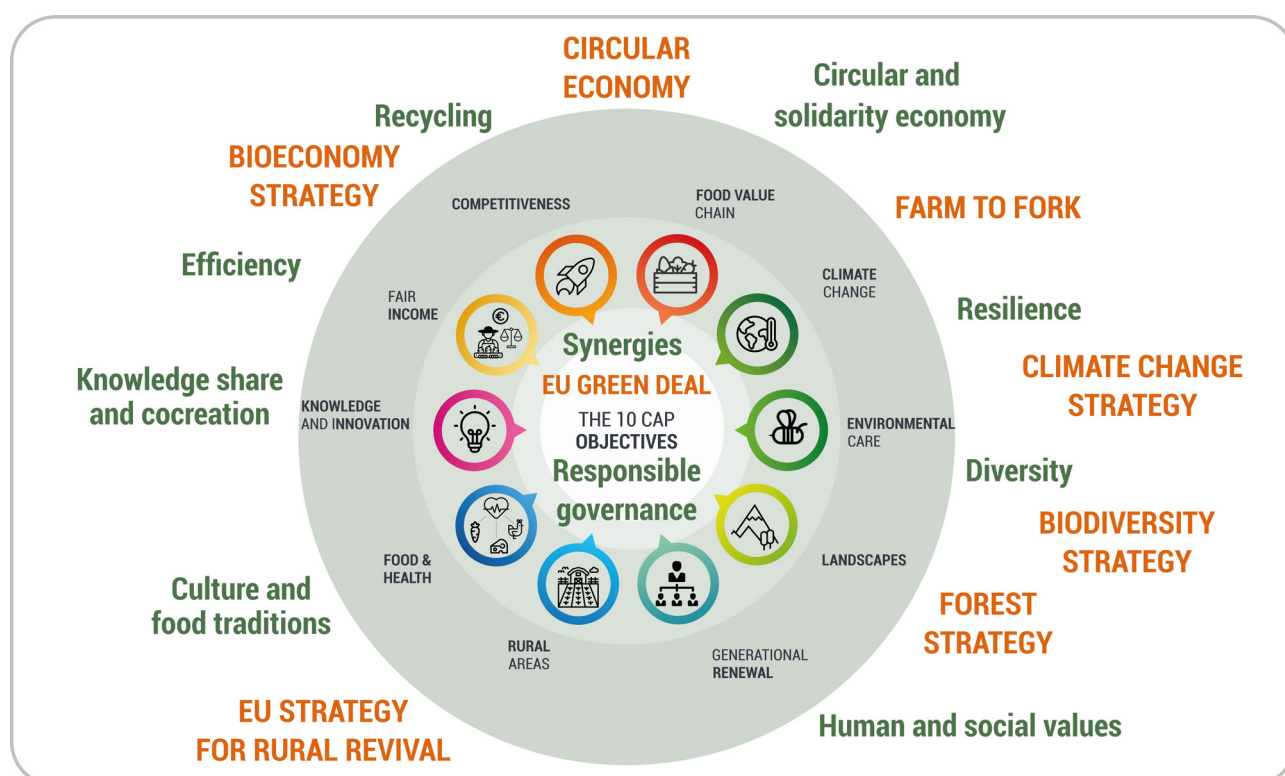 CIRCULAR
ECONOMY
Circular and
solidarity economy
Recycling
BIOECONOMY
STRATEGY
FARM TO FORK
COMPETITIVENESS
FOOD VALUE
CHAIN
Efficiency
CLIMATE
CHANGE
FAIR
INCOME
Resilience
Synergies
EU GREEN DEAL
THE 10 CAP
OBJECTIVES
Responsible
governance
CLIMATE CHANGE
STRATEGY
Knowledge share
and cocreation
KNOWLEDGE
AND INNOVATION
ENVIRONMENTAL
CARE
Diversity
BIODIVERSITY
STRATEGY
FOOD &
HEALTH
LANDSCAPES
Culture and
food traditions
FOREST
STRATEGY
RURAL
AREAS
GENERATIONAL
RENEWAL
EU STRATEGY
FOR RURAL REVIVAL
Human and social values